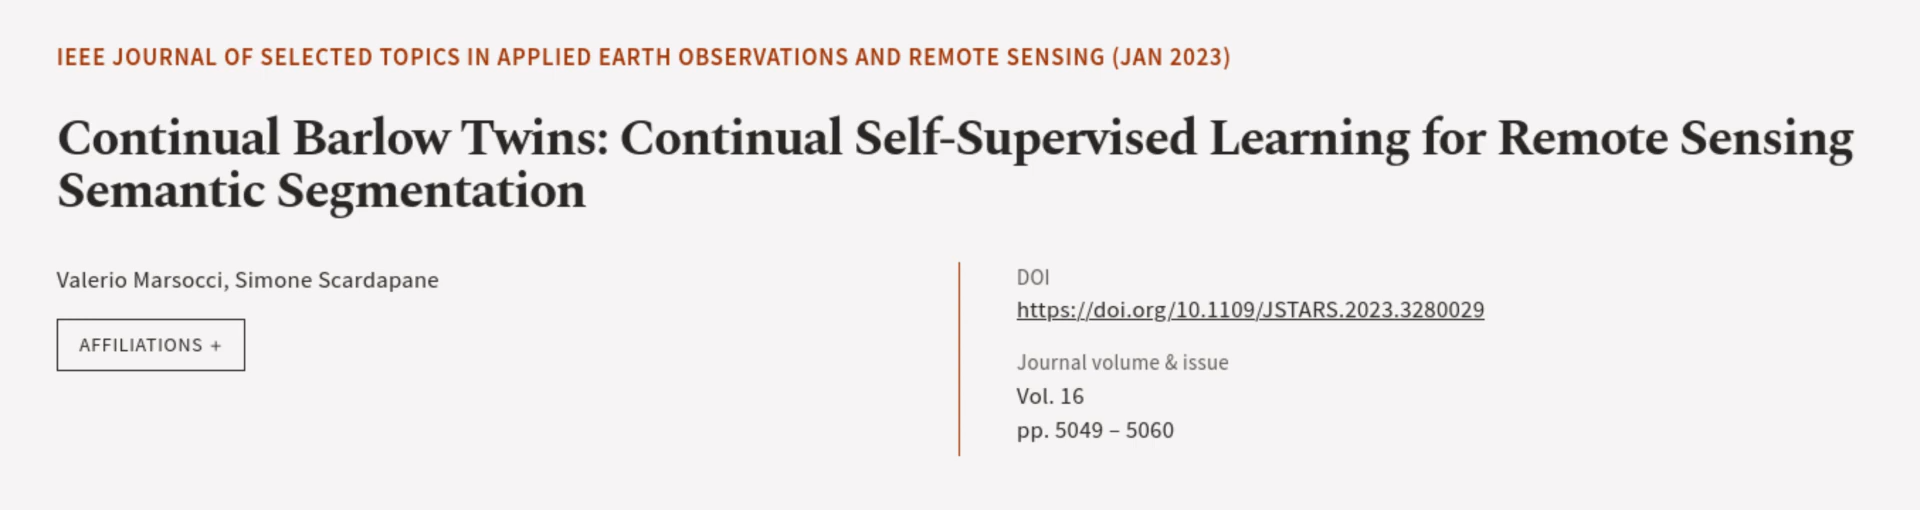 IEEE JOURNAL OF SELECTED TOPICS IN APPLIED EARTH OBSERVATIONS AND REMOTE SENSING (JAN 2023)
Continual Barlow Twins: Continual Self-Supervised Learning for Remote Sensing
Semantic Segmentation
Valerio Marsocci, Simone Scardapane
AFFILIATIONS +
DOI
https://doi.org/10.1109/JSTARS.2023.3280029
Journal volume & issue
Vol. 16
pp. 5049 – 5060